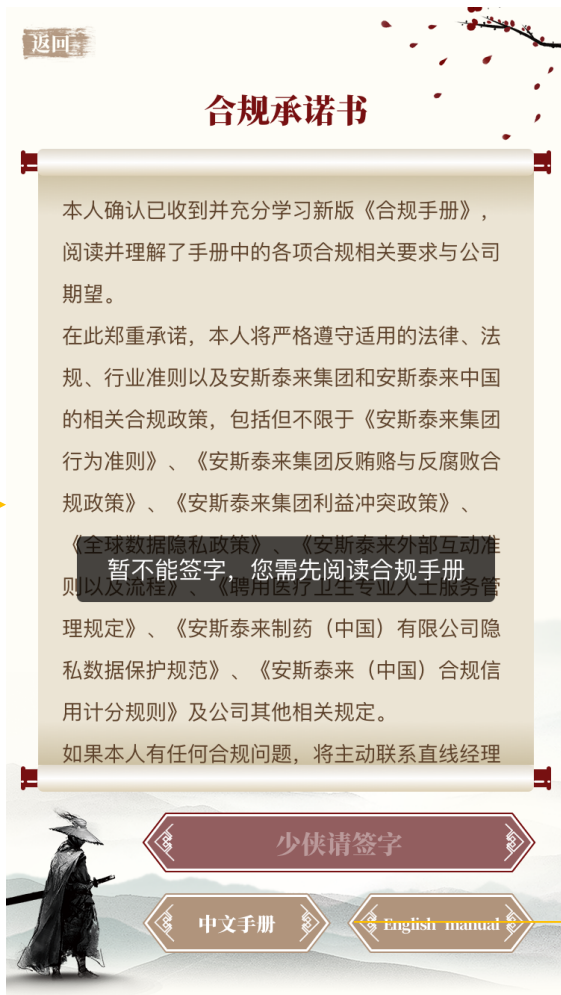 返回
合规承诺书
本人确认已收到并充分学习新版《合规手册》，
阅读并理解了手册中的各项合规相关要求与公司
期望。
在此郑重承诺，本人将严格遵守适用的法律、法
规、行业准则以及安斯泰来集团和安斯泰来中国
的相关合规政策，包括但不限于《安斯泰来集团
行为准则》、《安斯泰来集团反贿赂与反腐败合
规政策》、《安斯泰来集团利益冲突政策》、
《全球数据隐私政策》、《安斯泰来外部互动准
暂不能签字，您需先阅读合规手册
则以及流程》、《聘用医疗卫生专业人士服务管
理规定》、《安斯泰来制药（中国）有限公司隐
私数据保护规范》、《安斯泰来（中国）合规信
用计分规则》及公司其他相关规定。
如果本人有任何合规问题，将主动联系直线经理
少侠请签字
中文手册
English manual